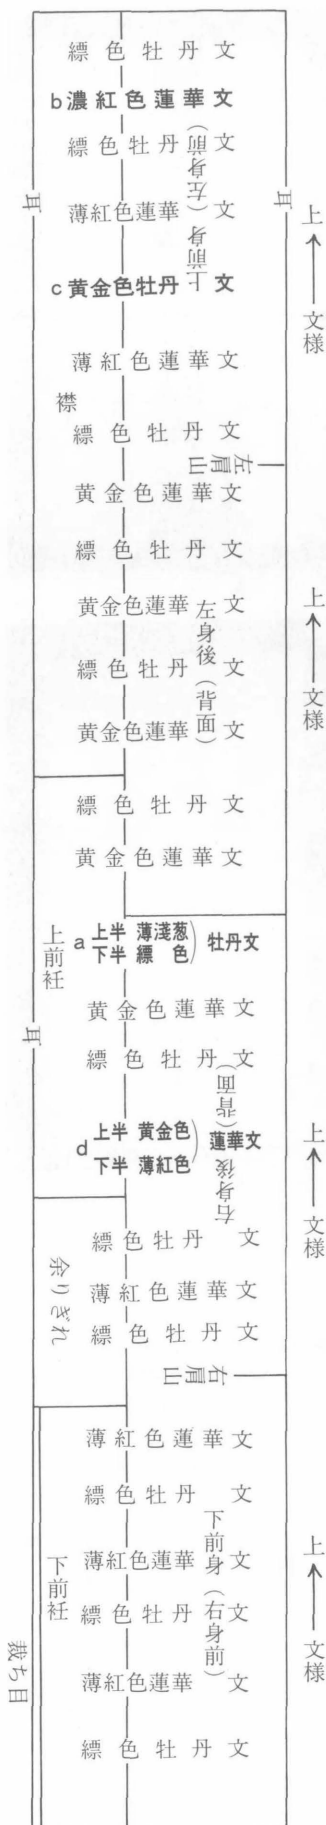 縹色牡丹文
b 濃紅色蓮華文
縹色牡丹文
上前身(左身前)
耳
耳
上←文様
薄紅色蓮華文
c 黄金色牡丹文
薄紅色蓮華文
襟
縹色牡丹文
左肩山
黄金色蓮華文
縹色牡丹文
左身後(背面)
上←文様
黄金色蓮華文
縹色牡丹文
黄金色蓮華文
縹色牡丹文
黄金色蓮華文
上前衽
a 上半 薄淺葱
下半 縹色)牡丹文
耳
黄金色蓮華文
縹色牡丹文
右身後(背面)
上←文様
d 上半 黄金色
下半 薄紅色)蓮華文
縹色牡丹文
余りぎれ
薄紅色蓮華文
縹色牡丹文
右肩山
薄紅色蓮華文
縹色牡丹文
下前身(右身前)
上←文様
下前衽
薄紅色蓮華文
縹色牡丹文
裁ち目
薄紅色蓮華文
縹色牡丹文